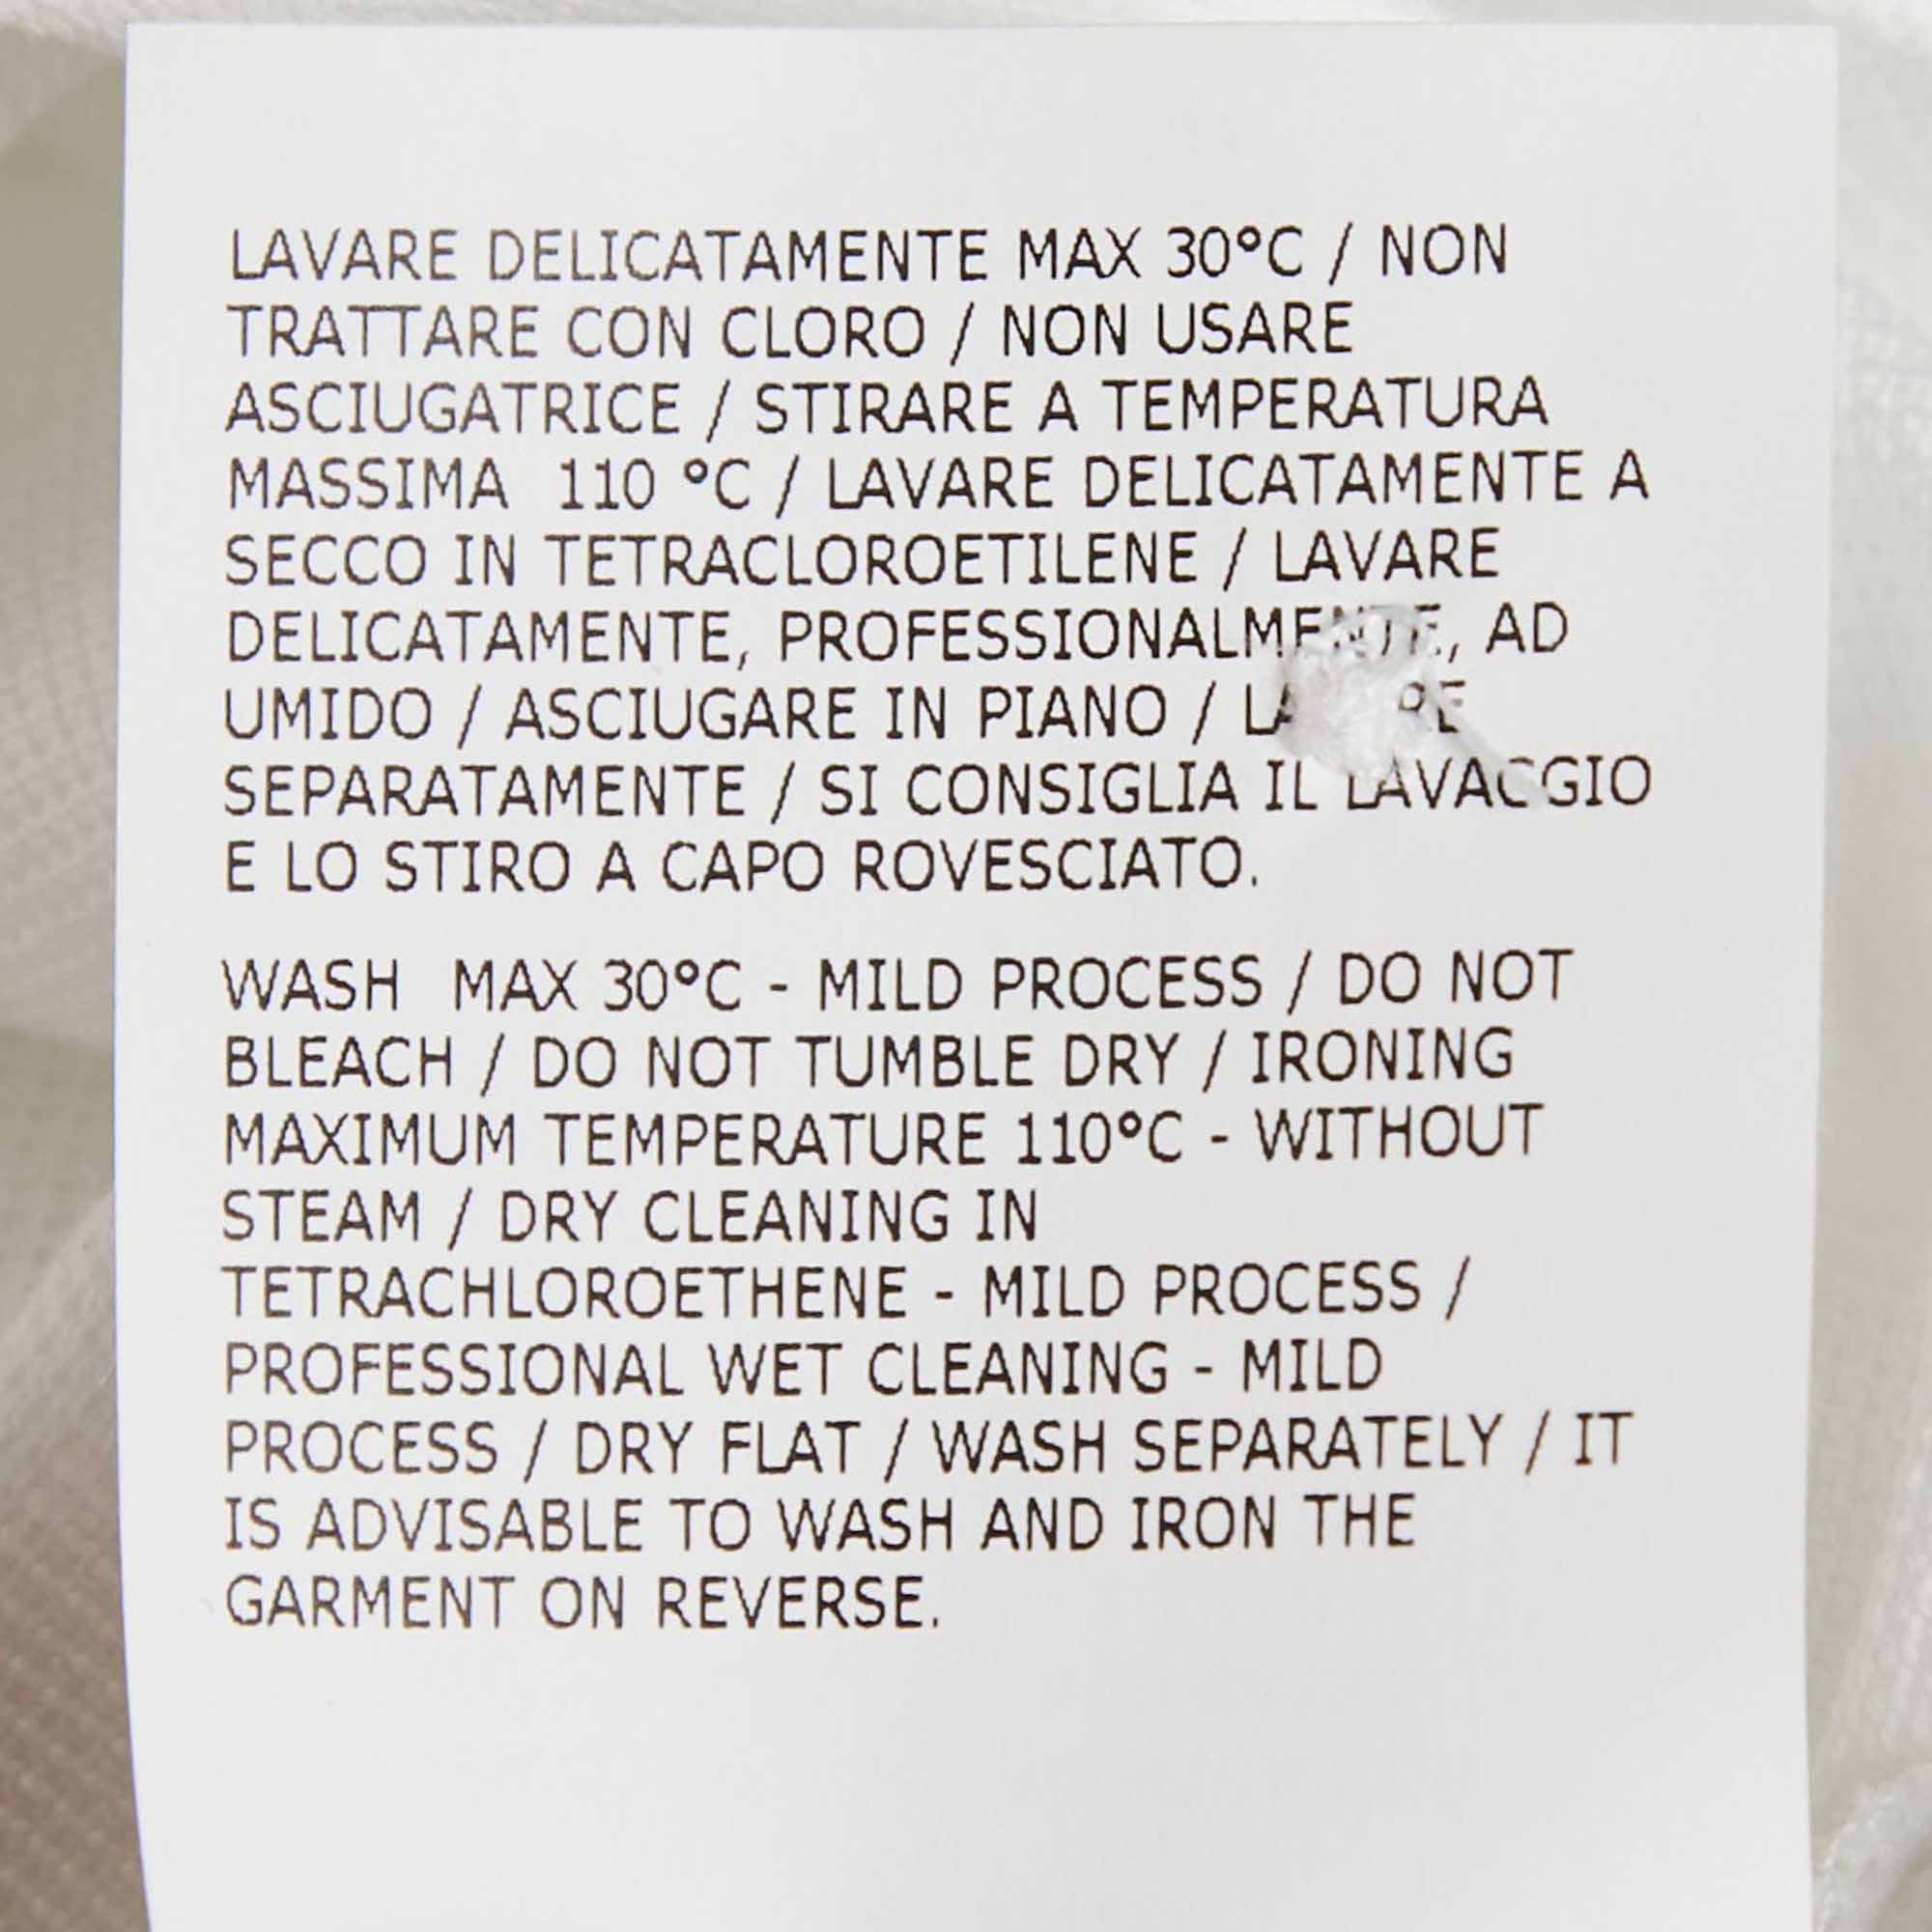 LAVARE DELICATAMENTE MAX 30°C / NON
TRATTARE CON CLORO / NON USARE
ASCIUGATRICE / STIRARE A TEMPERATURA
MASSIMA  110 °C / LAVARE DELICATAMENTE A
SECCO IN TETRACLOROETILENE / LAVARE
DELICATAMENTE, PROFESSIONALMENTE, AD
UMIDO / ASCIUGARE IN PIANO /
SEPARATAMENTE / SI CONSIGLIA IL LAVAGGIO
E LO STIRO A CAPO ROVESCIATO.
WASH  MAX 30°C - MILD PROCESS / DO NOT
BLEACH / DO NOT TUMBLE DRY / IRONING
MAXIMUM TEMPERATURE 110°C - WITHOUT
STEAM / DRY CLEANING IN
TETRACHLOROETHENE - MILD PROCESS /
PROFESSIONAL WET CLEANING - MILD
PROCESS / DRY FLAT / WASH SEPARATELY / IT
IS ADVISABLE TO WASH AND IRON THE
GARMENT ON REVERSE.